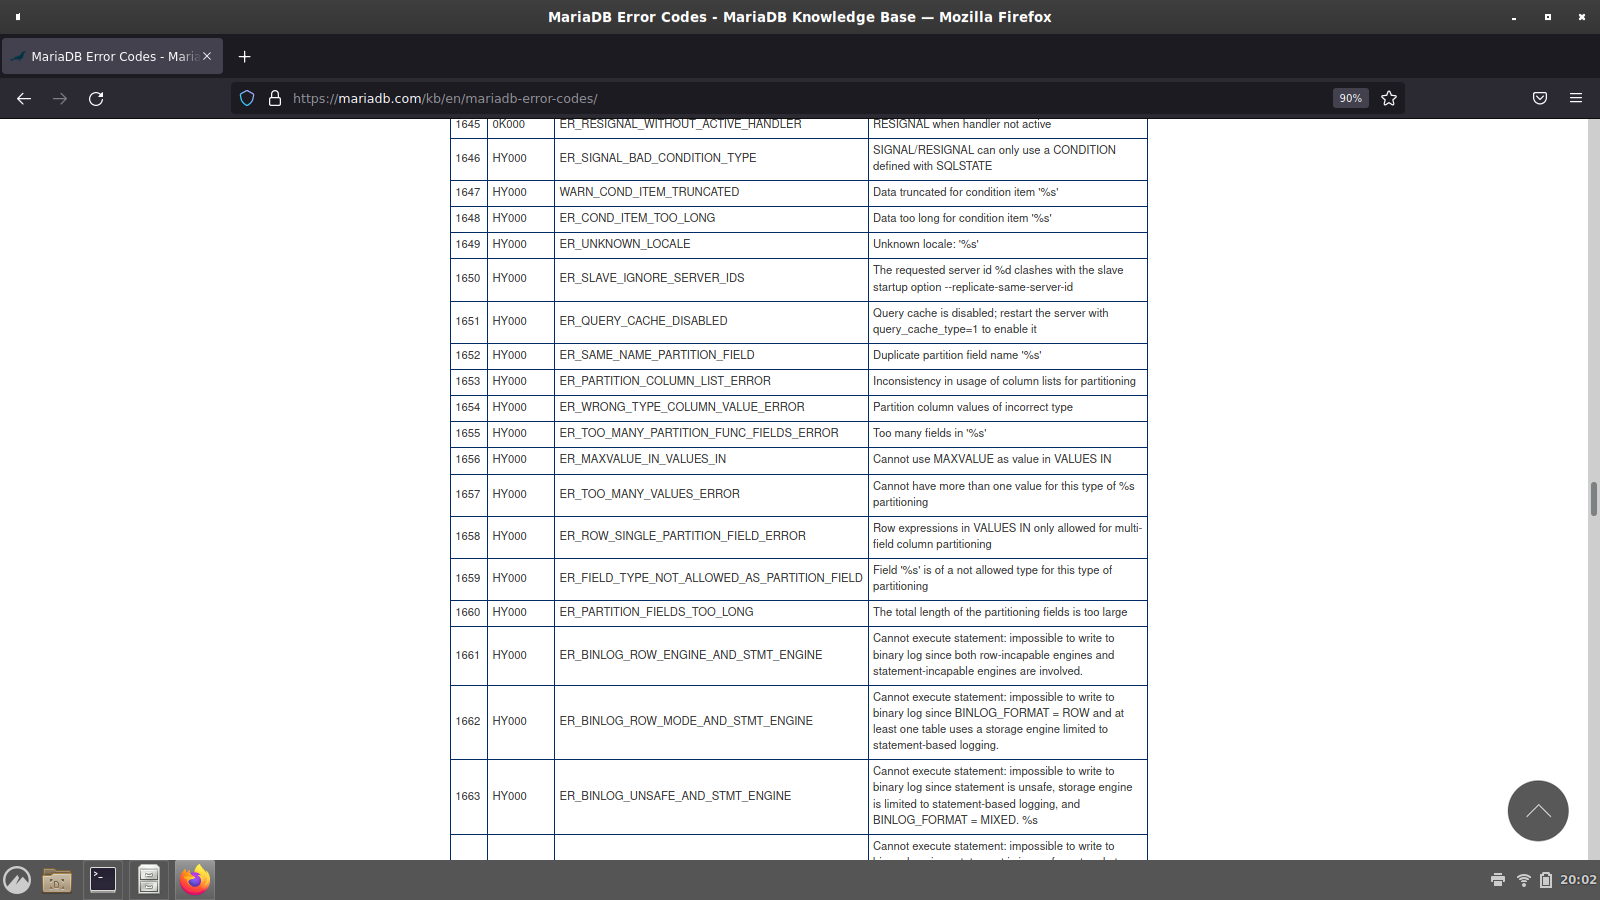 MariaDB Error Codes - MariaDB Knowledge Base — Mozilla Firefox
MariaDB Error Codes - Maria
https://mariadb.com/kb/en/mariadb-error-codes/
90%
1645 0K000 ER_RESIGNAL_WITHOUT_ACTIVE_HANDLER RESIGNAL when handler not active
1646 HY000 ER_SIGNAL_BAD_CONDITION_TYPE SIGNAL/RESIGNAL can only use a CONDITION
defined with SQLSTATE
1647 HY000 WARN_COND_ITEM_TRUNCATED Data truncated for condition item '%s'
1648 HY000 ER_COND_ITEM_TOO_LONG Data too long for condition item '%s'
1649 HY000 ER_UNKNOWN_LOCALE Unknown locale: '%s'
1650 HY000 ER_SLAVE_IGNORE_SERVER_IDS The requested server id %d clashes with the slave
startup option --replicate-same-server-id
1651 HY000 ER_QUERY_CACHE_DISABLED Query cache is disabled; restart the server with
query_cache_type=1 to enable it
1652 HY000 ER_SAME_NAME_PARTITION_FIELD Duplicate partition field name '%s'
1653 HY000 ER_PARTITION_COLUMN_LIST_ERROR Inconsistency in usage of column lists for partitioning
1654 HY000 ER_WRONG_TYPE_COLUMN_VALUE_ERROR Partition column values of incorrect type
1655 HY000 ER_TOO_MANY_PARTITION_FUNC_FIELDS_ERROR Too many fields in '%s'
1656 HY000 ER_MAXVALUE_IN_VALUES_IN Cannot use MAXVALUE as value in VALUES IN
1657 HY000 ER_TOO_MANY_VALUES_ERROR Cannot have more than one value for this type of %s
partitioning
1658 HY000 ER_ROW_SINGLE_PARTITION_FIELD_ERROR Row expressions in VALUES IN only allowed for multi-
field column partitioning
1659 HY000 ER_FIELD_TYPE_NOT_ALLOWED_AS_PARTITION_FIELD Field '%s' is of a not allowed type for this type of
partitioning
1660 HY000 ER_PARTITION_FIELDS_TOO_LONG The total length of the partitioning fields is too large
1661 HY000 ER_BINLOG_ROW_ENGINE_AND_STMT_ENGINE Cannot execute statement: impossible to write to
binary log since both row-incapable engines and
statement-incapable engines are involved.
1662 HY000 ER_BINLOG_ROW_MODE_AND_STMT_ENGINE Cannot execute statement: impossible to write to
binary log since BINLOG_FORMAT = ROW and at
least one table uses a storage engine limited to
statement-based logging.
1663 HY000 ER_BINLOG_UNSAFE_AND_STMT_ENGINE Cannot execute statement: impossible to write to
binary log since statement is unsafe, storage engine
is limited to statement-based logging, and
BINLOG_FORMAT = MIXED. %s
Cannot execute statement: impossible to write to
20:02